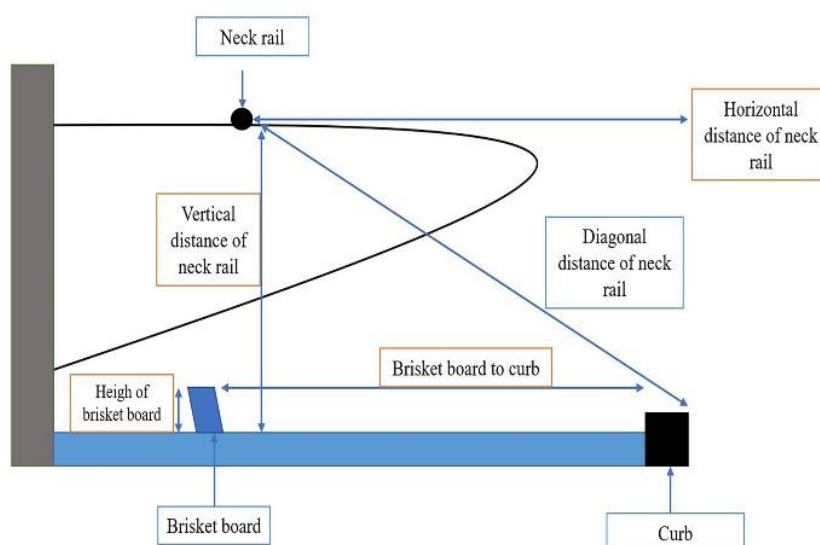 Neck rail
Horizontal
distance of neck
rail
Vertical
distance of
neck rail
Diagonal
distance of neck
rail
Brisket board to curb
Heigh of
brisket board
Brisket board
Curb